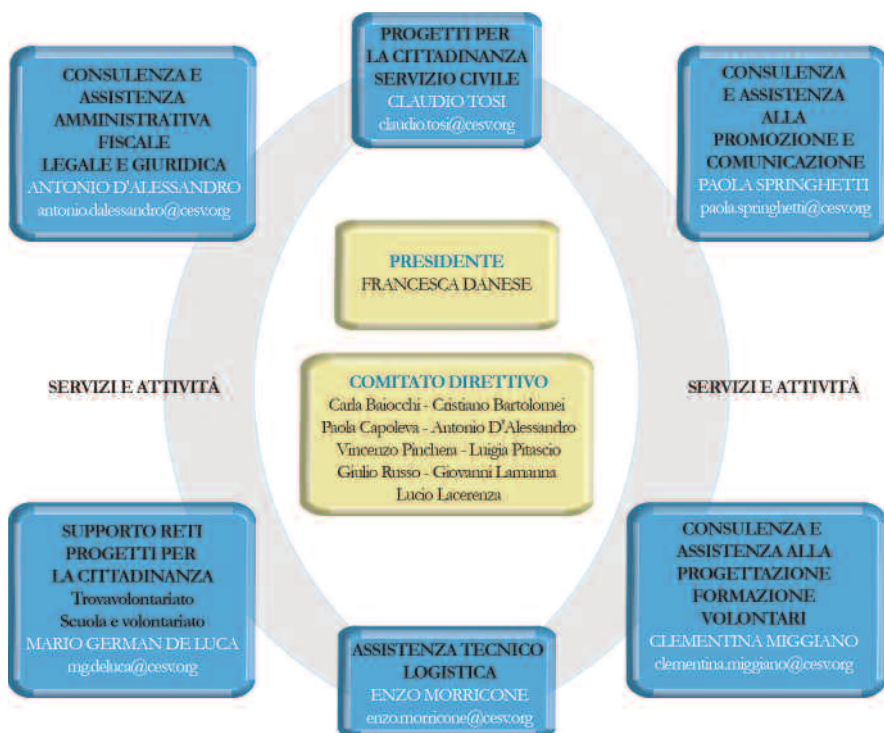 CONSULENZA E
ASSISTENZA
AMMINISTRATIVA
FISCALE
LEGALE E GIURIDICA
ANTONIO D'ALESSANDRO
antonio.dalessandro@cesv.org
PROGETTI PER
LA CITTADINANZA
SERVIZIO CIVILE
CLAUDIO TOSI
claudio.tosi@cesv.org
CONSULENZA
E ASSISTENZA
ALLA
PROMOZIONE E
COMUNICAZIONE
PAOLA SPRINGHETTI
paola.springhetti@cesv.org
PRESIDENTE
FRANCESCA DANESE
SERVIZI E ATTIVITÀ
COMITATO DIRETTIVO
Carla Baiocchi - Cristiano Bartolomei
Paola Capoleva - Antonio D'Alessandro
Vincenzo Pinchera - Luigia Pitascio
Giulio Russo - Giovanni Lamanna
Lucio Lacerenza
SERVIZI E ATTIVITÀ
SUPPORTO RETI
PROGETTI PER
LA CITTADINANZA
Trovavolontariato
Scuola e volontariato
MARIO GERMAN DE LUCA
mg.deluca@cesv.org
ASSISTENZA TECNICO
LOGISTICA
ENZO MORRICONE
enzo.morricone@cesv.org
CONSULENZA E
ASSISTENZA ALLA
PROGETTAZIONE
FORMAZIONE
VOLONTARI
CLEMENTINA MIGGIANO
clementina.miggiano@cesv.org